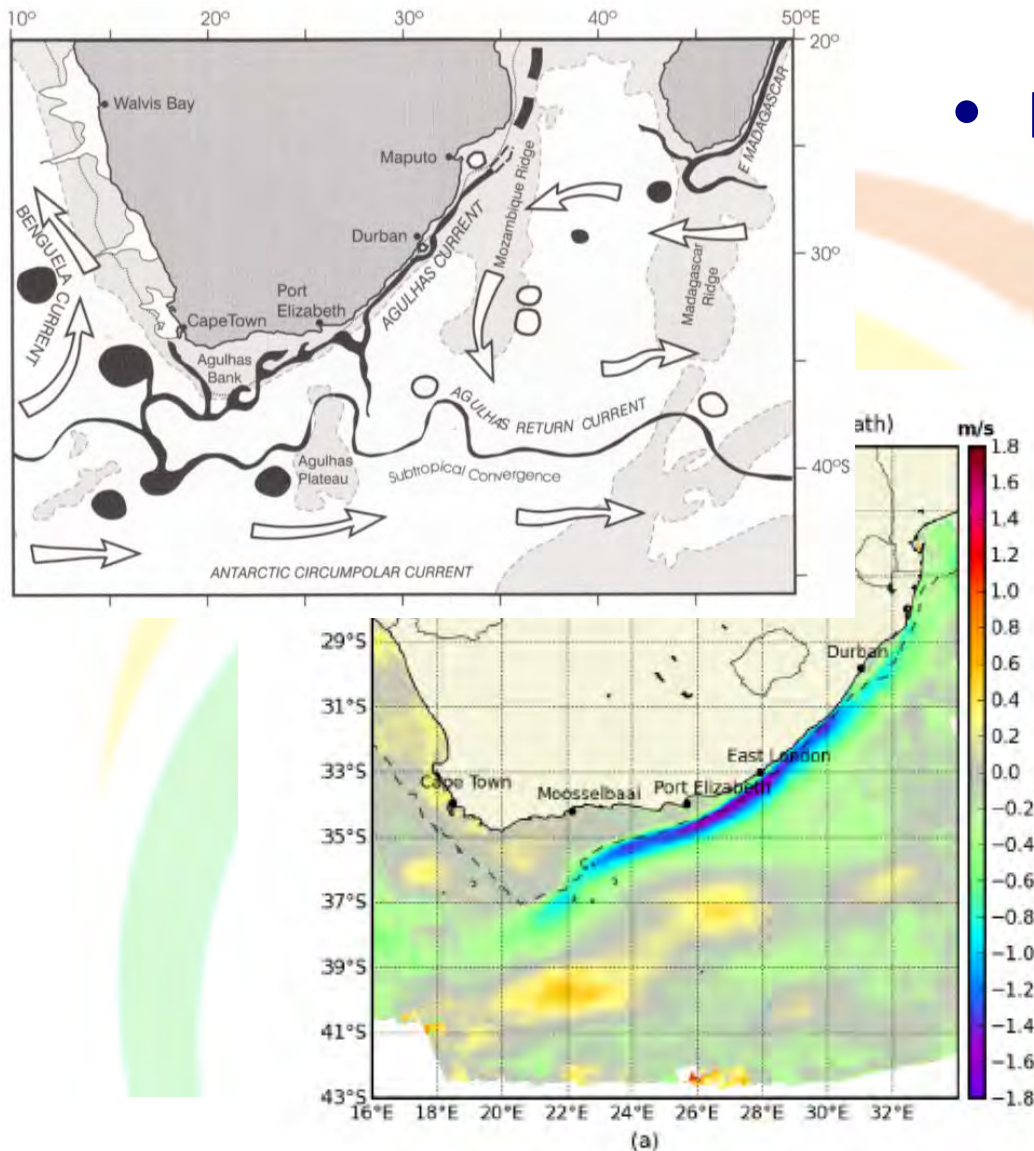 10° 20° 30° 40° 50°E
20°
Walvis Bay
Maputo
E MADAGASCAR
Mozambique Ridge
BENGUELA CURRENT
Durban
AGULHAS CURRENT
30°
Madagascar
Ridge
Port
Elizabeth
CapeTown
Agulhas
Bank
AGULHAS RETURN CURRENT
Agulhas
Plateau
Subtropical Convergence
40°S
ANTARCTIC CIRCUMPOLAR CURRENT
ath)
m/s
1.8
1.6
1.4
1.2
1.0
0.8
0.6
0.4
0.2
0.0
−0.2
−0.4
−0.6
−0.8
−1.0
−1.2
−1.4
−1.6
−1.8
29°S
31°S
33°S
35°S
37°S
39°S
41°S
43°S
Durban
East London
Cape Town
Moosselbaai
Port Elizabeth
16°E 18°E 20°E 22°E 24°E 26°E 28°E 30°E 32°E
(a)